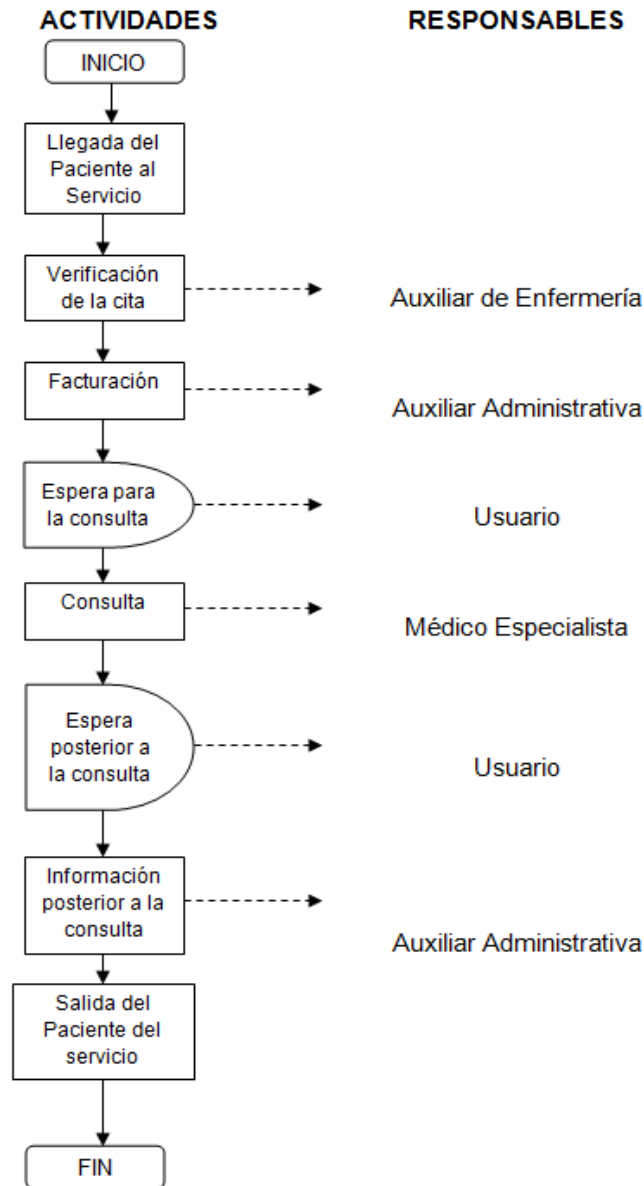 ACTIVIDADES RESPONSABLES
INICIO
Llegada del
Paciente al
Servicio
Verificación
de la cita
Auxiliar de Enfermería
Facturación
Auxiliar Administrativa
Espera para
la consulta
Usuario
Consulta
Médico Especialista
Espera
posterior a
la consulta
Usuario
Información
posterior a la
consulta
Auxiliar Administrativa
Salida del
Paciente del
servicio
FIN